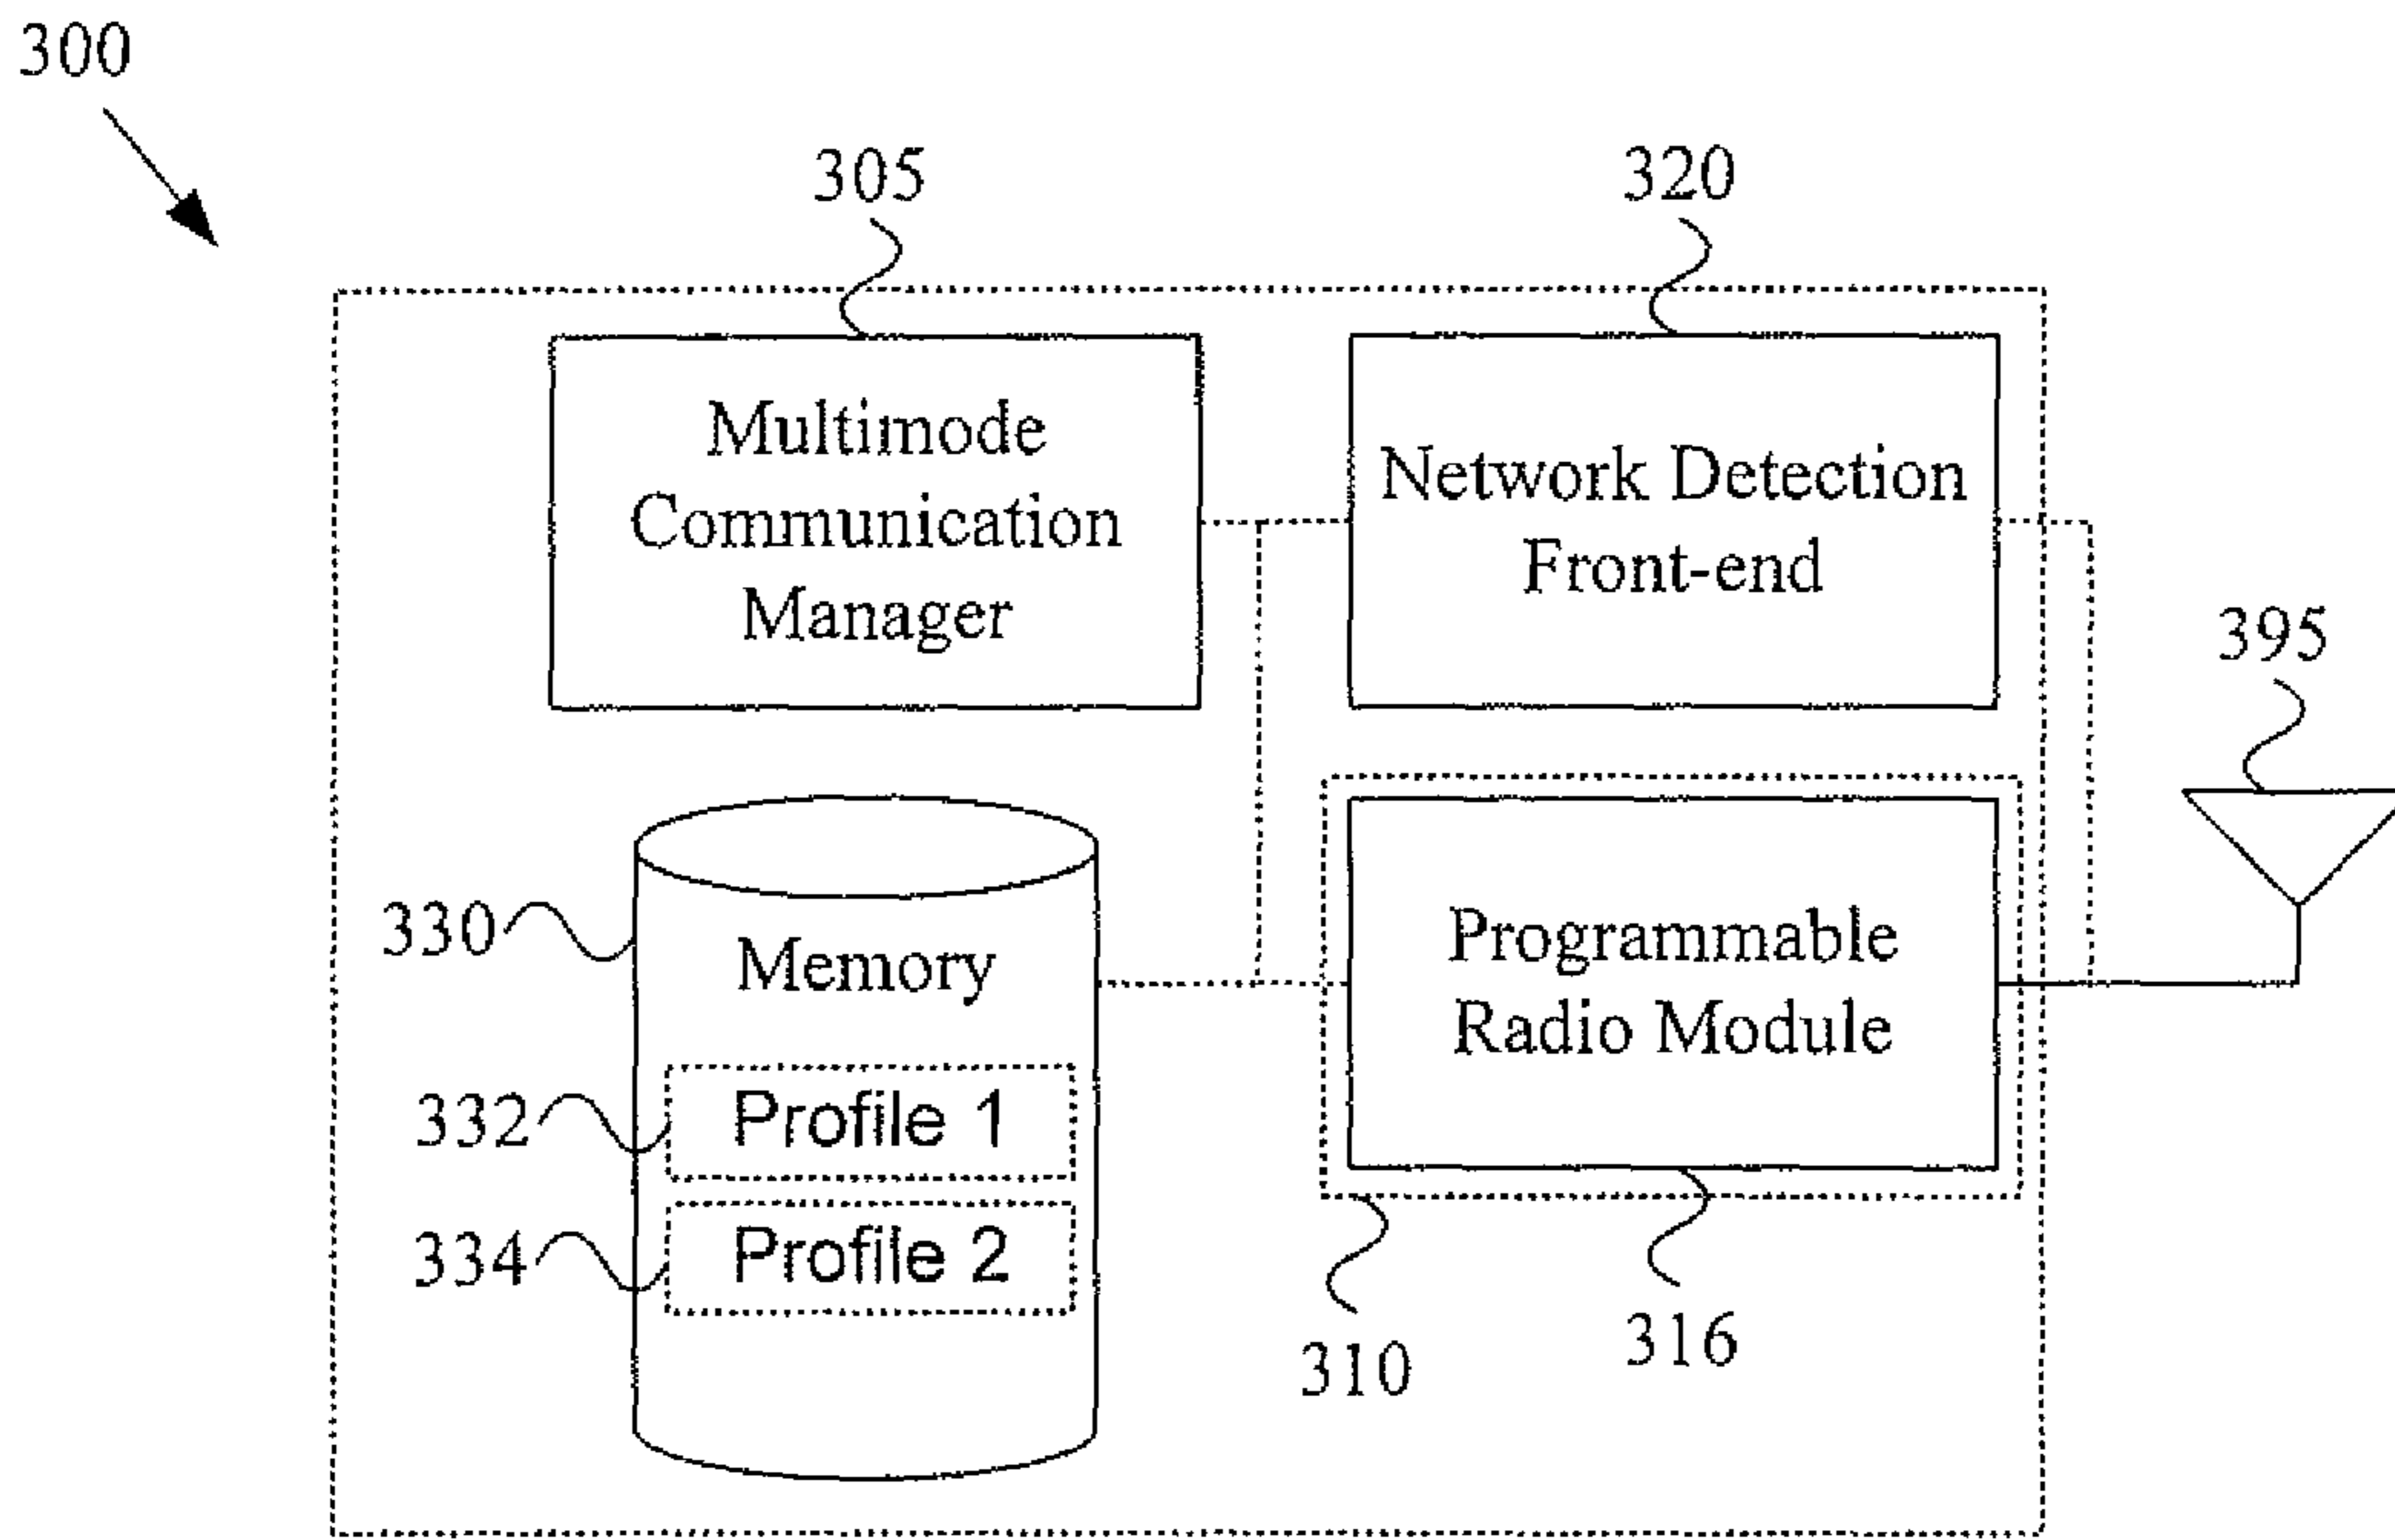 300
305
320
Multimode
Communication
Manager
Network Detection
Front-end
395
330
Memory
Programmable
Radio Module
332
Profile 1
334
Profile 2
310
316